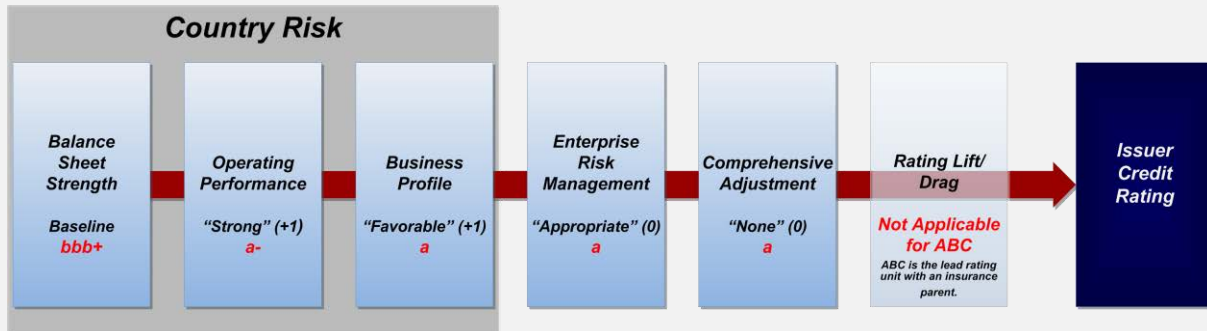 Country Risk
Balance
Sheet
Strength
Baseline
bbb+
Operating
Performance
“Strong” (+1)
a-
Business
Profile
“Favorable” (+1)
a
Enterprise
Risk
Management
“Appropriate” (0)
a
Comprehensive
Adjustment
“None” (0)
a
Rating Lift/
Drag
Not Applicable
for ABC
ABC is the lead rating
unit with an insurance
parent.
Issuer
Credit
Rating